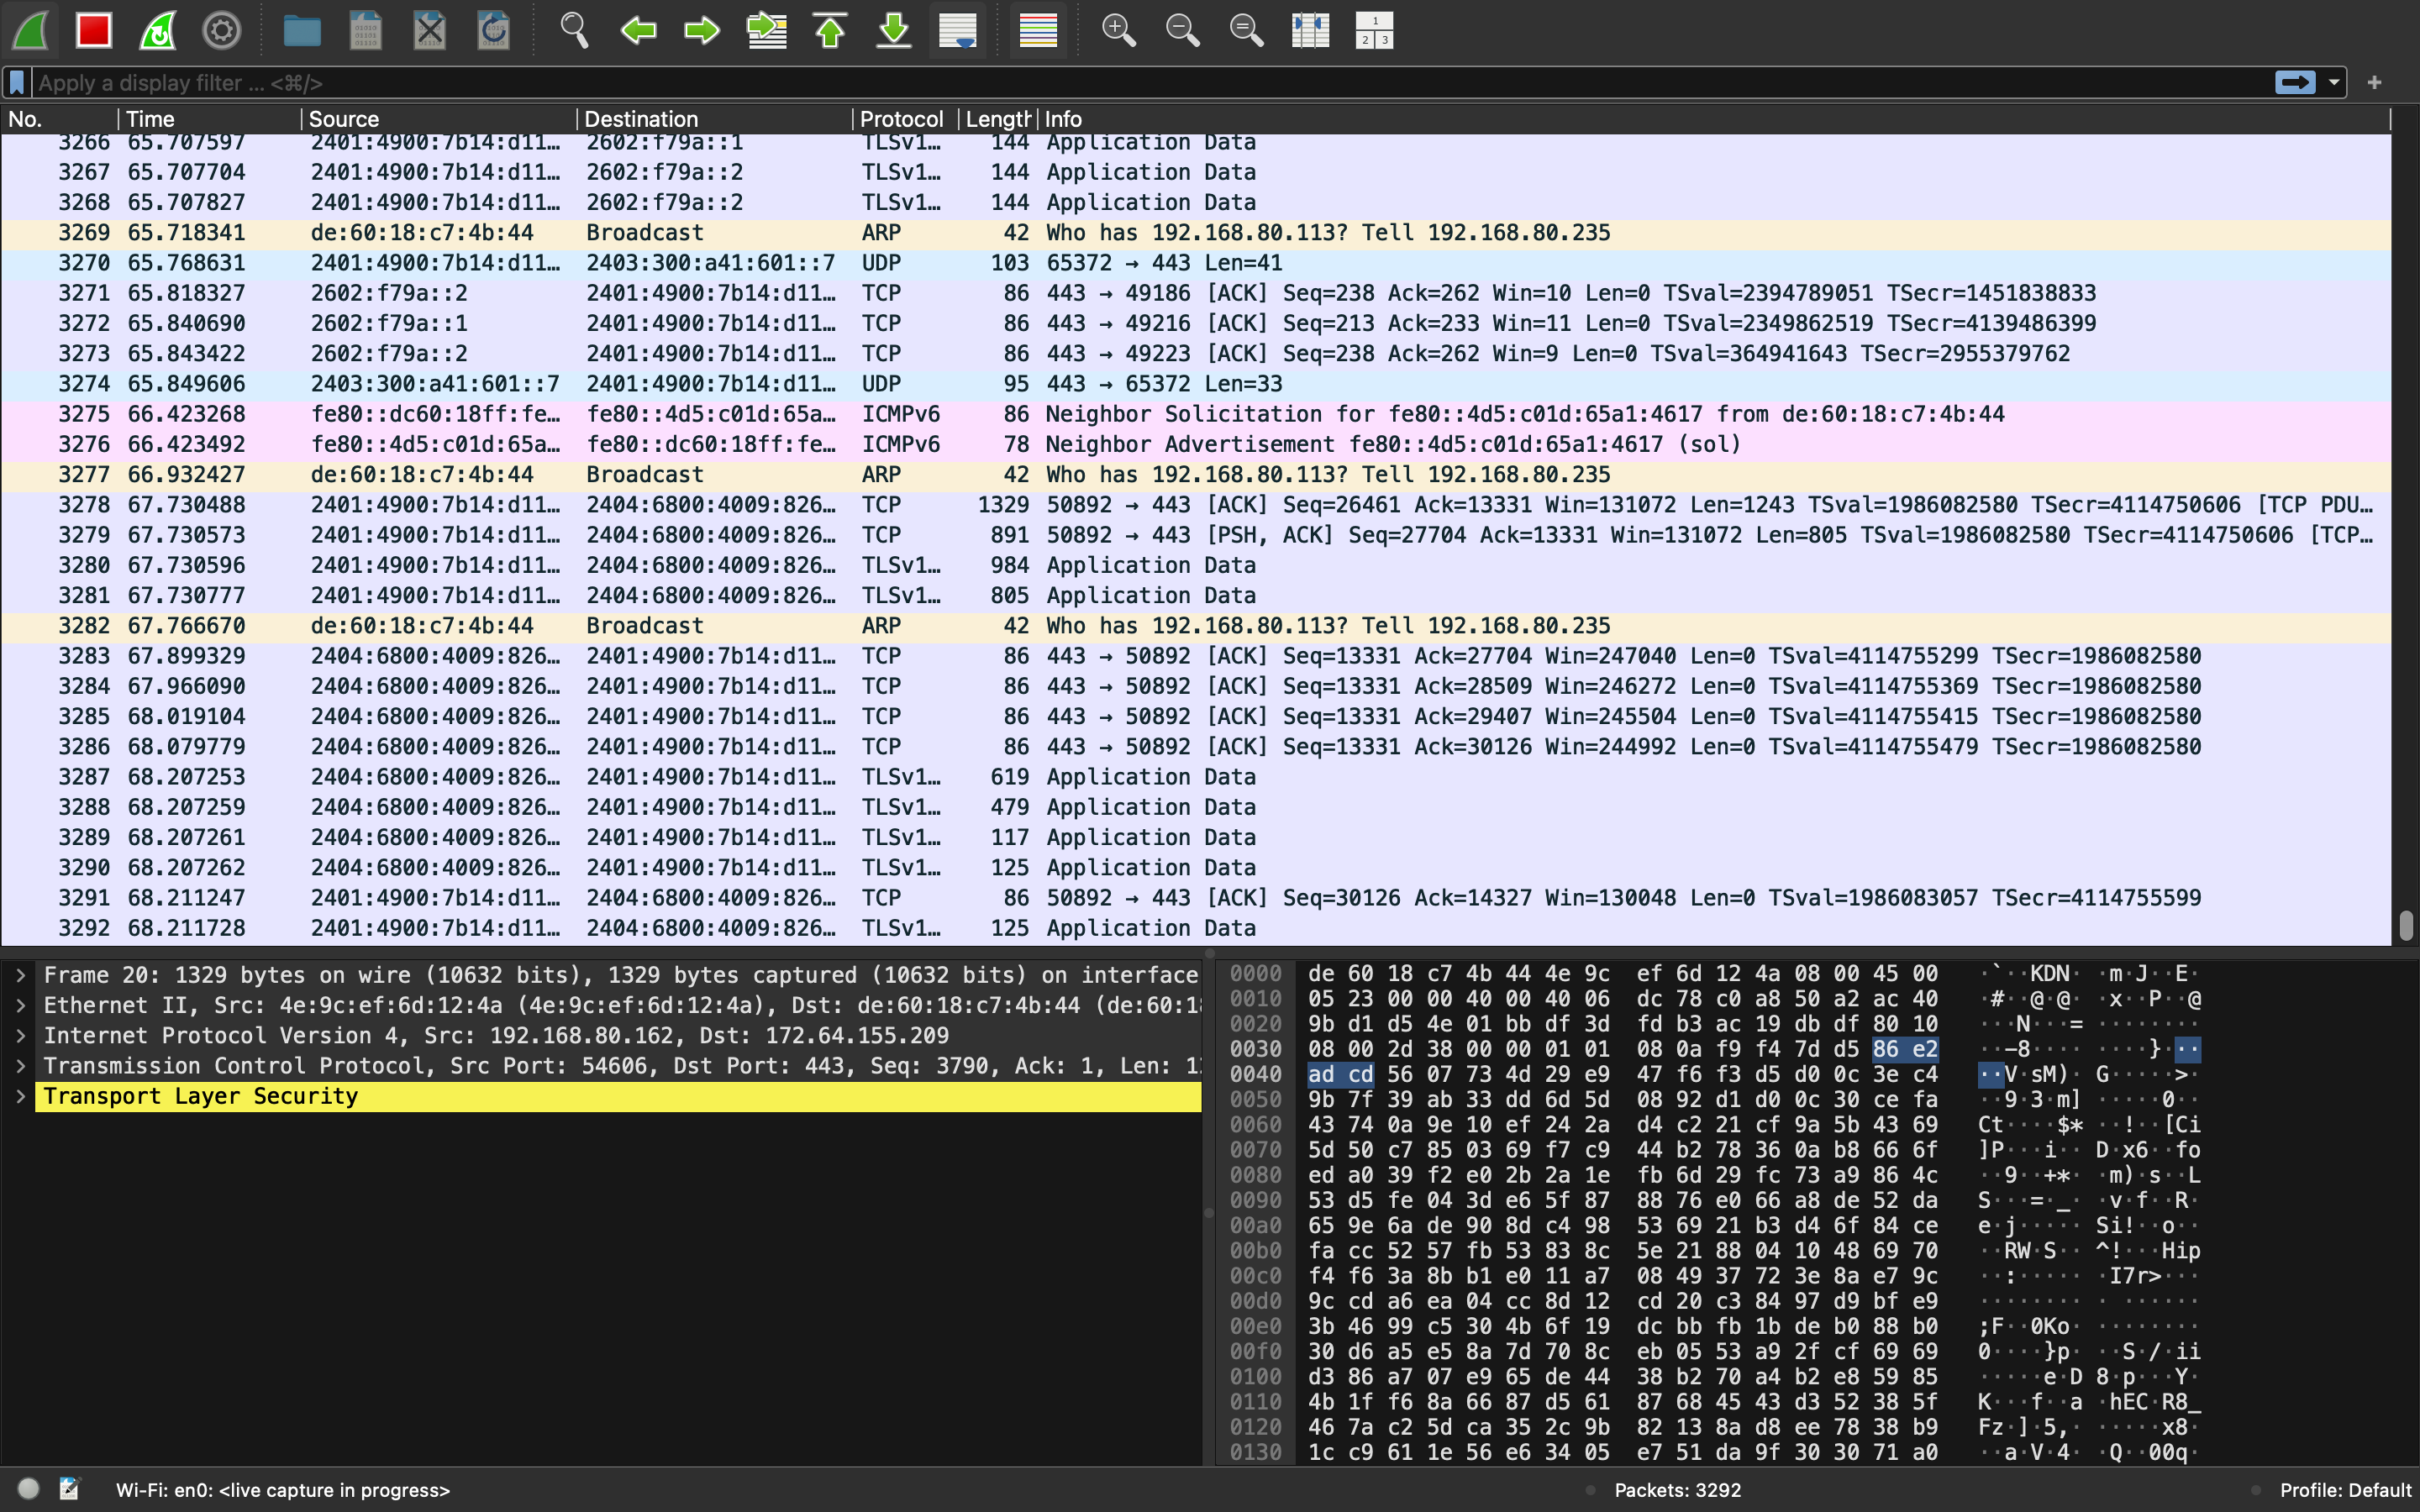 1
2 3
Apply a display filter ... <⌘/>
+
No. Time Source Destination Protocol Length Info
3266 65.707597 2401:4900:7b14:d11… 2602:f79a::1 TLSv1… 144 Application Data
3267 65.707704 2401:4900:7b14:d11… 2602:f79a::2 TLSv1… 144 Application Data
3268 65.707827 2401:4900:7b14:d11… 2602:f79a::2 TLSv1… 144 Application Data
3269 65.718341 de:60:18:c7:4b:44 Broadcast ARP 42 Who has 192.168.80.113? Tell 192.168.80.235
3270 65.768631 2401:4900:7b14:d11… 2403:300:a41:601::7 UDP 103 65372 → 443 Len=41
3271 65.818327 2602:f79a::2 2401:4900:7b14:d11… TCP 86 443 → 49186 [ACK] Seq=238 Ack=262 Win=10 Len=0 TSval=2394789051 TSecr=1451838833
3272 65.840690 2602:f79a::1 2401:4900:7b14:d11… TCP 86 443 → 49216 [ACK] Seq=213 Ack=233 Win=11 Len=0 TSval=2349862519 TSecr=4139486399
3273 65.843422 2602:f79a::2 2401:4900:7b14:d11… TCP 86 443 → 49223 [ACK] Seq=238 Ack=262 Win=9 Len=0 TSval=364941643 TSecr=2955379762
3274 65.849606 2403:300:a41:601::7 2401:4900:7b14:d11… UDP 95 443 → 65372 Len=33
3275 66.423268 fe80::dc60:18ff:fe… fe80::4d5:c01d:65a… ICMPv6 86 Neighbor Solicitation for fe80::4d5:c01d:65a1:4617 from de:60:18:c7:4b:44
3276 66.423492 fe80::4d5:c01d:65a… fe80::dc60:18ff:fe… ICMPv6 78 Neighbor Advertisement fe80::4d5:c01d:65a1:4617 (sol)
3277 66.932427 de:60:18:c7:4b:44 Broadcast ARP 42 Who has 192.168.80.113? Tell 192.168.80.235
3278 67.730488 2401:4900:7b14:d11… 2404:6800:4009:826… TCP 1329 50892 → 443 [ACK] Seq=26461 Ack=13331 Win=131072 Len=1243 TSval=1986082580 TSecr=4114750606 [TCP PDU…
3279 67.730573 2401:4900:7b14:d11… 2404:6800:4009:826… TCP 891 50892 → 443 [PSH, ACK] Seq=27704 Ack=13331 Win=131072 Len=805 TSval=1986082580 TSecr=4114750606 [TCP…
3280 67.730596 2401:4900:7b14:d11… 2404:6800:4009:826… TLSv1… 984 Application Data
3281 67.730777 2401:4900:7b14:d11… 2404:6800:4009:826… TLSv1… 805 Application Data
3282 67.766670 de:60:18:c7:4b:44 Broadcast ARP 42 Who has 192.168.80.113? Tell 192.168.80.235
3283 67.899329 2404:6800:4009:826… 2401:4900:7b14:d11… TCP 86 443 → 50892 [ACK] Seq=13331 Ack=27704 Win=247040 Len=0 TSval=4114755299 TSecr=1986082580
3284 67.966090 2404:6800:4009:826… 2401:4900:7b14:d11… TCP 86 443 → 50892 [ACK] Seq=13331 Ack=28509 Win=246272 Len=0 TSval=4114755369 TSecr=1986082580
3285 68.019104 2404:6800:4009:826… 2401:4900:7b14:d11… TCP 86 443 → 50892 [ACK] Seq=13331 Ack=29407 Win=245504 Len=0 TSval=4114755415 TSecr=1986082580
3286 68.079779 2404:6800:4009:826… 2401:4900:7b14:d11… TCP 86 443 → 50892 [ACK] Seq=13331 Ack=30126 Win=244992 Len=0 TSval=4114755479 TSecr=1986082580
3287 68.207253 2404:6800:4009:826… 2401:4900:7b14:d11… TLSv1… 619 Application Data
3288 68.207259 2404:6800:4009:826… 2401:4900:7b14:d11… TLSv1… 479 Application Data
3289 68.207261 2404:6800:4009:826… 2401:4900:7b14:d11… TLSv1… 117 Application Data
3290 68.207262 2404:6800:4009:826… 2401:4900:7b14:d11… TLSv1… 125 Application Data
3291 68.211247 2401:4900:7b14:d11… 2404:6800:4009:826… TCP 86 50892 → 443 [ACK] Seq=30126 Ack=14327 Win=130048 Len=0 TSval=1986083057 TSecr=4114755599
3292 68.211728 2401:4900:7b14:d11… 2404:6800:4009:826… TLSv1… 125 Application Data
Frame 20: 1329 bytes on wire (10632 bits), 1329 bytes captured (10632 bits) on interface
Ethernet II, Src: 4e:9c:ef:6d:12:4a (4e:9c:ef:6d:12:4a), Dst: de:60:18:c7:4b:44 (de:60:18
Internet Protocol Version 4, Src: 192.168.80.162, Dst: 172.64.155.209
Transmission Control Protocol, Src Port: 54606, Dst Port: 443, Seq: 3790, Ack: 1, Len: 1
Transport Layer Security
0000 de 60 18 c7 4b 44 4e 9c ef 6d 12 4a 08 00 45 00 ·`··KDN· ·m·J··E·
0010 05 23 00 00 40 00 40 06 dc 78 c0 a8 50 a2 ac 40 ·#··@·@· ·x··P··@
0020 9b d1 d5 4e 01 bb df 3d fd b3 ac 19 db df 80 10 ···N···= ········
0030 08 00 2d 38 00 00 01 01 08 0a f9 f4 7d d5 86 e2 ··-8···· ····}···
0040 ad cd 56 07 73 4d 29 e9 47 f6 f3 d5 d0 0c 3e c4 ··V·sM)· G·····>·
0050 9b 7f 39 ab 33 dd 6d 5d 08 92 d1 d0 0c 30 ce fa ··9·3·m] ·····0··
0060 43 74 0a 9e 10 ef 24 2a d4 c2 21 cf 9a 5b 43 69 Ct····$* ··!··[Ci
0070 5d 50 c7 85 03 69 f7 c9 44 b2 78 36 0a b8 66 6f ]P···i·· D·x6··fo
0080 ed a0 39 f2 e0 2b 2a 1e fb 6d 29 fc 73 a9 86 4c ··9··+*· ·m)·s··L
0090 53 d5 fe 04 3d e6 5f 87 88 76 e0 66 a8 de 52 da S···=·_· ·v·f··R·
00a0 65 9e 6a de 90 8d c4 98 53 69 21 b3 d4 6f 84 ce e·j····· Si!··o··
00b0 fa cc 52 57 fb 53 83 8c 5e 21 88 04 10 48 69 70 ··RW·S·· ^!···Hip
00c0 f4 f6 3a 8b b1 e0 11 a7 08 49 37 72 3e 8a e7 9c ··:····· ·I7r>···
00d0 9c cd a6 ea 04 cc 8d 12 cd 20 c3 84 97 d9 bf e9 ········ · ······
00e0 3b 46 99 c5 30 4b 6f 19 dc bb fb 1b de b0 88 b0 ;F··0Ko· ········
00f0 30 d6 a5 e5 8a 7d 70 8c eb 05 53 a9 2f cf 69 69 0····}p· ··S·/·ii
0100 d3 86 a7 07 e9 65 de 44 38 b2 70 a4 b2 e8 59 85 ·····e·D 8·p···Y·
0110 4b 1f f6 8a 66 87 d5 61 87 68 45 43 d3 52 38 5f K···f··a ·hEC·R8_
0120 46 7a c2 5d ca 35 2c 9b 82 13 8a d8 ee 78 38 b9 Fz·]·5,· ·····x8·
0130 1c c9 61 1e 56 e6 34 05 e7 51 da 9f 30 30 71 a0 ··a·V·4· ·Q··00q·
Wi-Fi: en0: <live capture in progress> Packets: 3292 Profile: Default